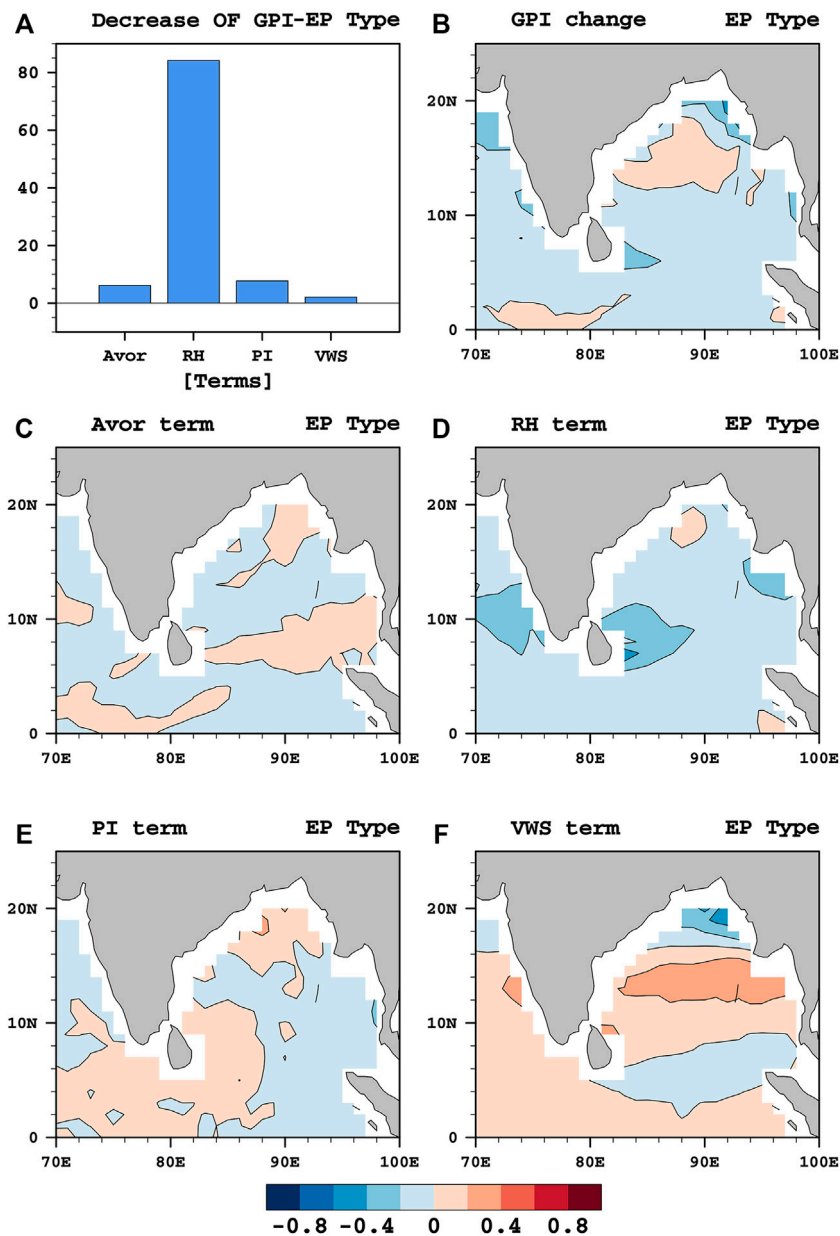 A Decrease OF GPI-EP Type
80
60
40
20
0
Avor RH PI VWS
[Terms]
B GPI change EP Type
20N
10N
0
70E 80E 90E 100E
C Avor term EP Type
20N
10N
0
70E 80E 90E 100E
D RH term EP Type
20N
10N
0
70E 80E 90E 100E
E PI term EP Type
20N
10N
0
70E 80E 90E 100E
F VWS term EP Type
20N
10N
0
70E 80E 90E 100E
-0.8 -0.4 0 0.4 0.8